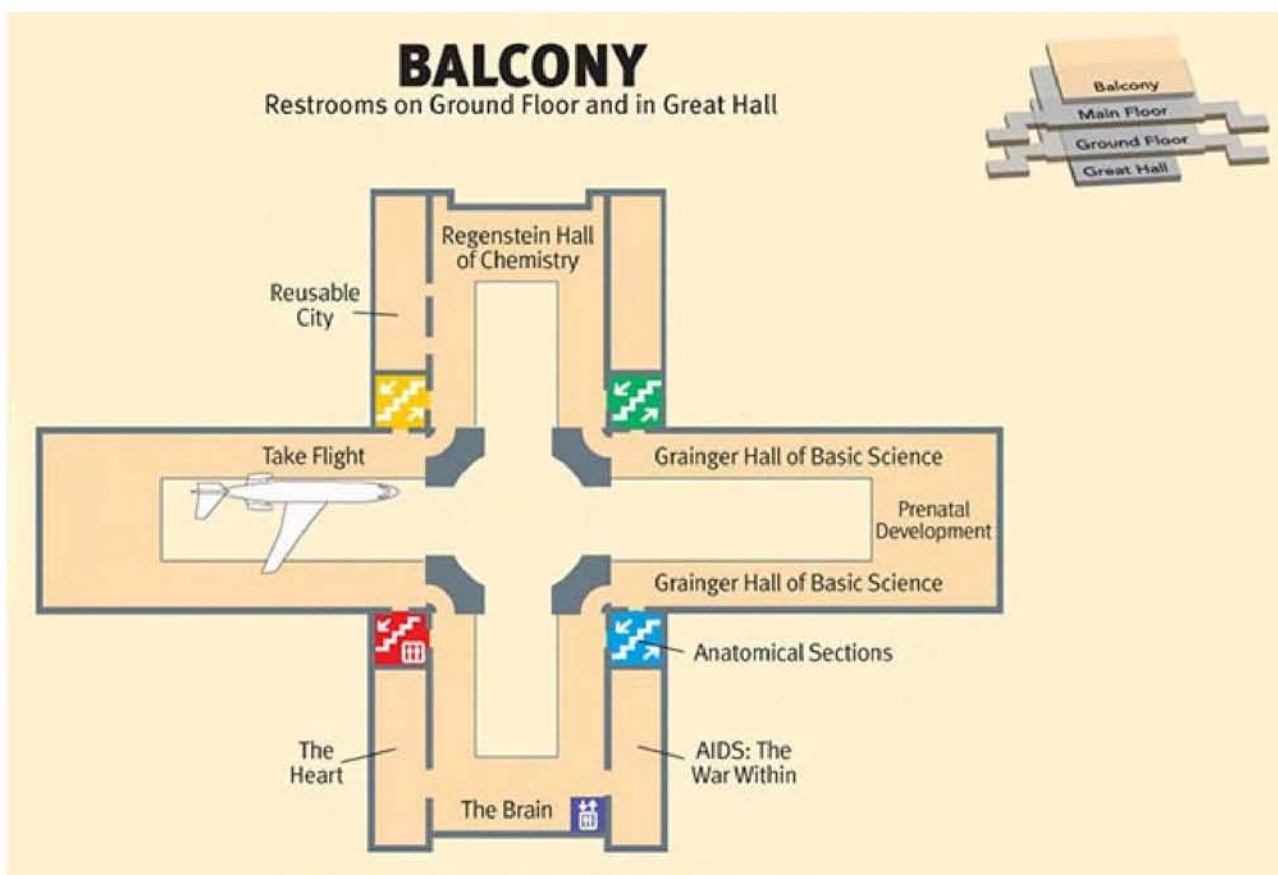 BALCONY
Restrooms on Ground Floor and in Great Hall
Balcony
Main Floor
Ground Floor
Great Hall
Regenstein Hall
of Chemistry
Reusable
City
Take Flight
Grainger Hall of Basic Science
Prenatal
Development
Grainger Hall of Basic Science
Anatomical Sections
The
Heart
AIDS: The
War Within
The Brain